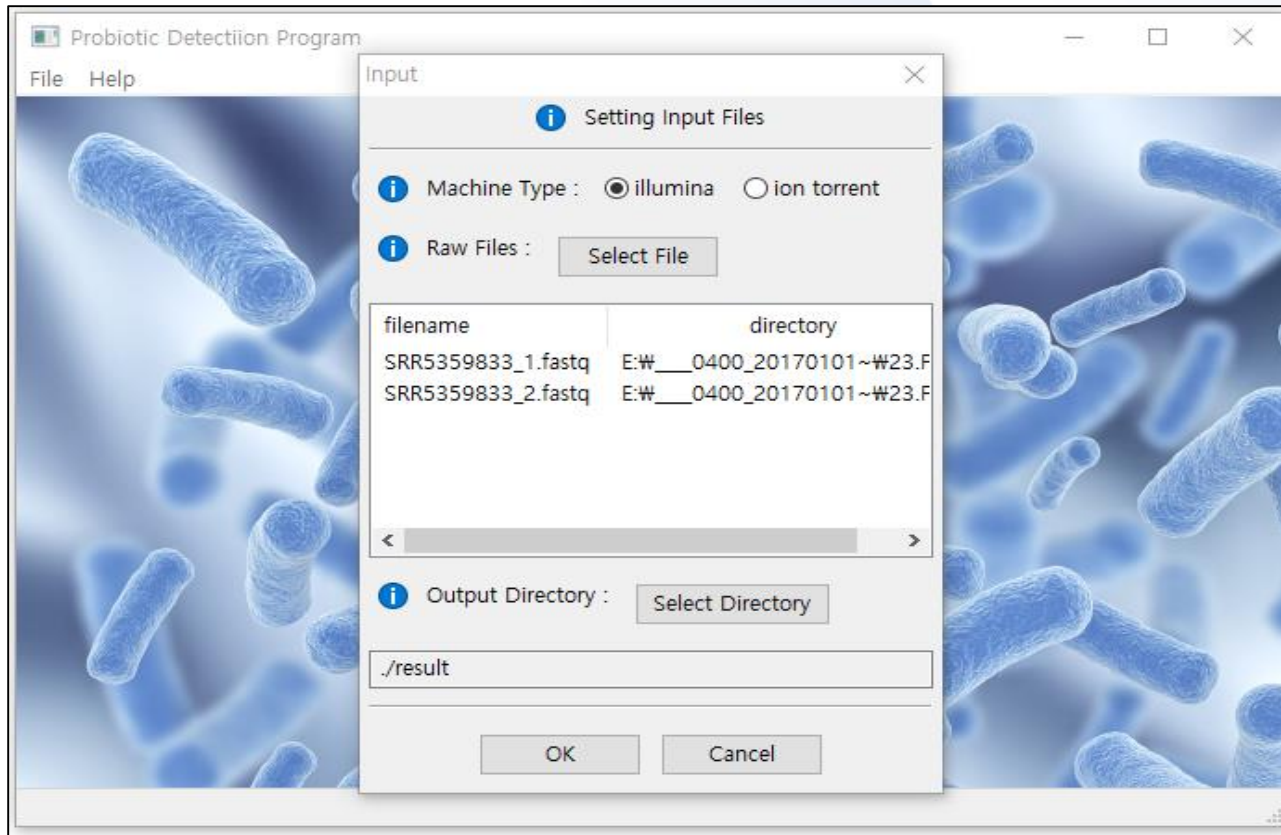 Probiotic Detectiion Program
File Help
Input
Setting Input Files
Machine Type : illumina ion torrent
Raw Files : Select File
filename directory
SRR5359833_1.fastq E:₩___0400_20170101~₩23.F
SRR5359833_2.fastq E:₩___0400_20170101~₩23.F
Output Directory : Select Directory
./result
OK Cancel